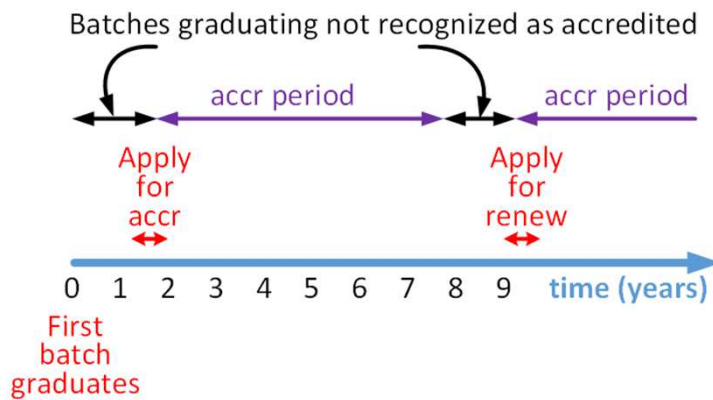 Batches graduating not recognized as accredited
accr period
accr period
Apply
for
accr
Apply
for
renew
0 1 2 3 4 5 6 7 8 9 time (years)
First
batch
graduates